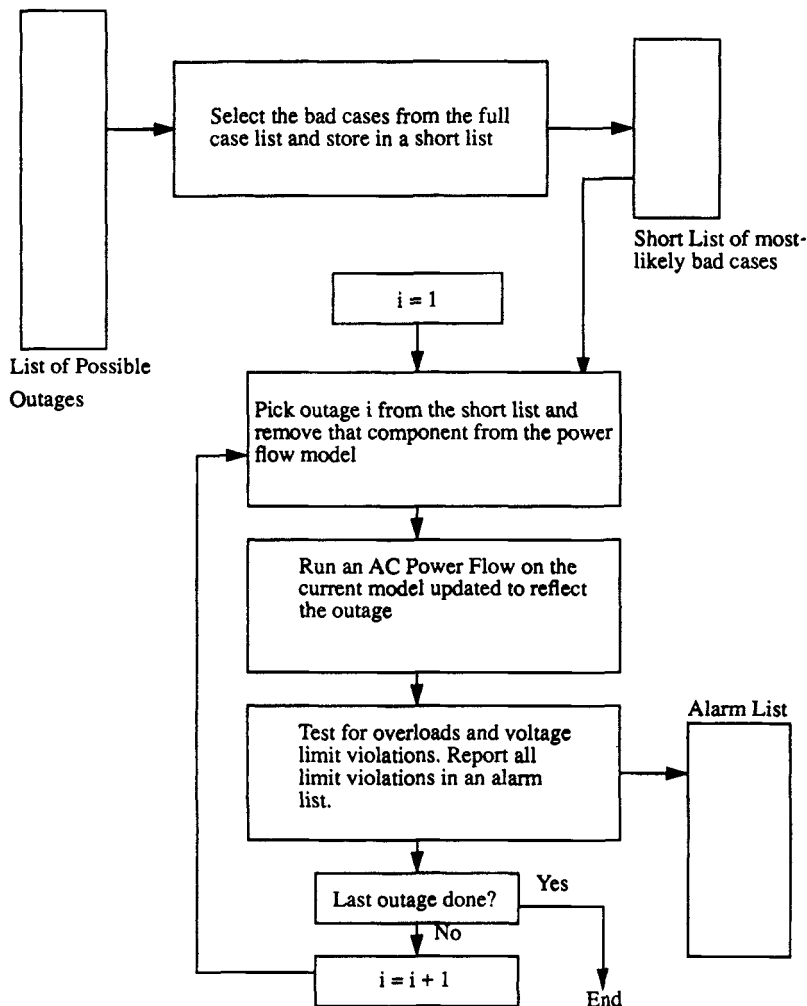 Select the bad cases from the full
case list and store in a short list
Short List of most-
likely bad cases
i = 1
List of Possible
Outages
Pick outage i from the short list and
remove that component from the power
flow model
Run an AC Power Flow on the
current model updated to reflect
the outage
Alarm List
Test for overloads and voltage
limit violations. Report all
limit violations in an alarm
list.
Last outage done?
Yes
No
i = i + 1
End